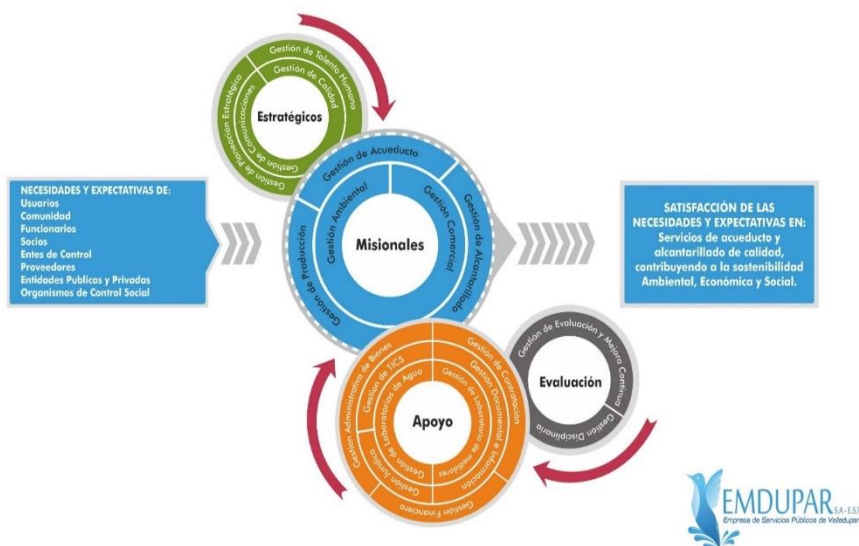 Gestión de Talento Humano
Gestión de Calidad
Gestión de Planeación Estratégica
Gestión de Comunicaciones
Estratégicos
NECESIDADES Y EXPECTATIVAS DE:
Usuarios
Comunidad
Funcionarios
Socios
Entes de Control
Proveedores
Entidades Publicas y Privadas
Organismos de Control Social
Gestión de Acueducto
Gestión Ambiental
Gestión Comercial
Gestión de Producción
Gestión de Alcantarillado
Misionales
SATISFACCIÓN DE LAS
NECESIDADES Y EXPECTATIVAS EN:
Servicios de acueducto y
alcantarillado de calidad,
contribuyendo a la sostenibilidad
Ambiental, Económica y Social.
Gestión Administrativa de Bienes
Gestión de Contratación
Gestión de TICS
Gestión Documental e Información
Gestión de Laboratorios de Agua
Gestión de Laboratorio de medidores
Gestión Jurídica
Gestión Financiera
Apoyo
Gestión de Evaluación y Mejora Continua
Gestión Disciplinaria
Evaluación
EMDUPAR S.A - E.S.P
Empresa de Servicios Públicos de Valledupar